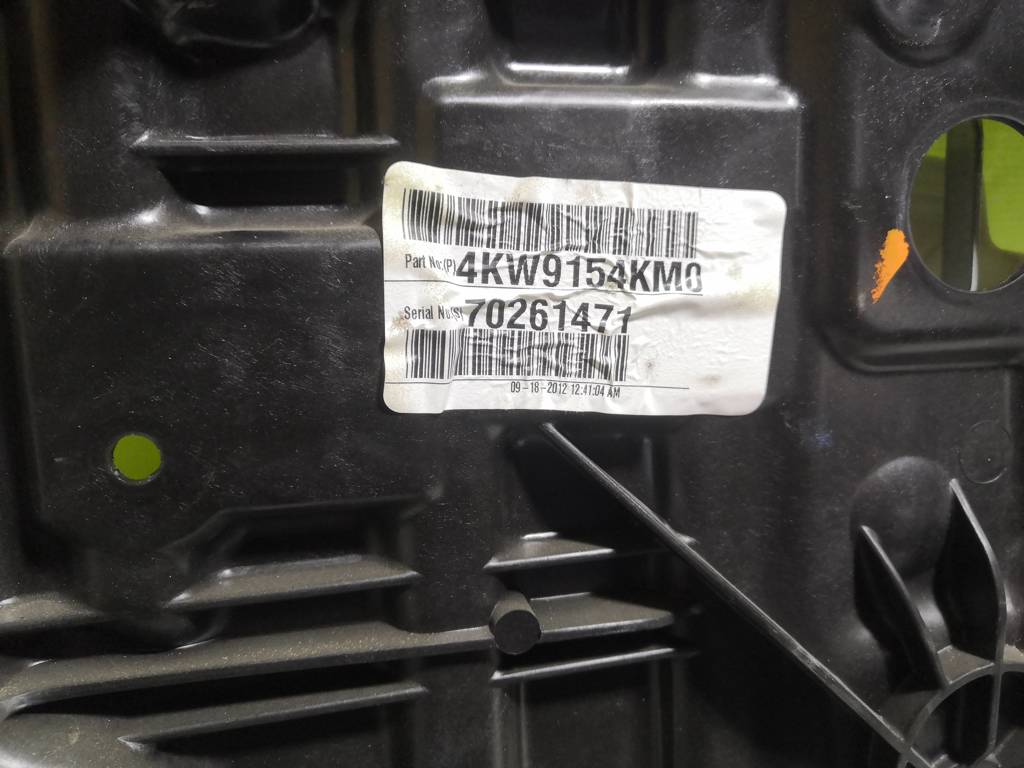 Part No:(P) 4KW9154KM0
Serial No:(S) 70261471
09-18-2012 12:41:04 AM